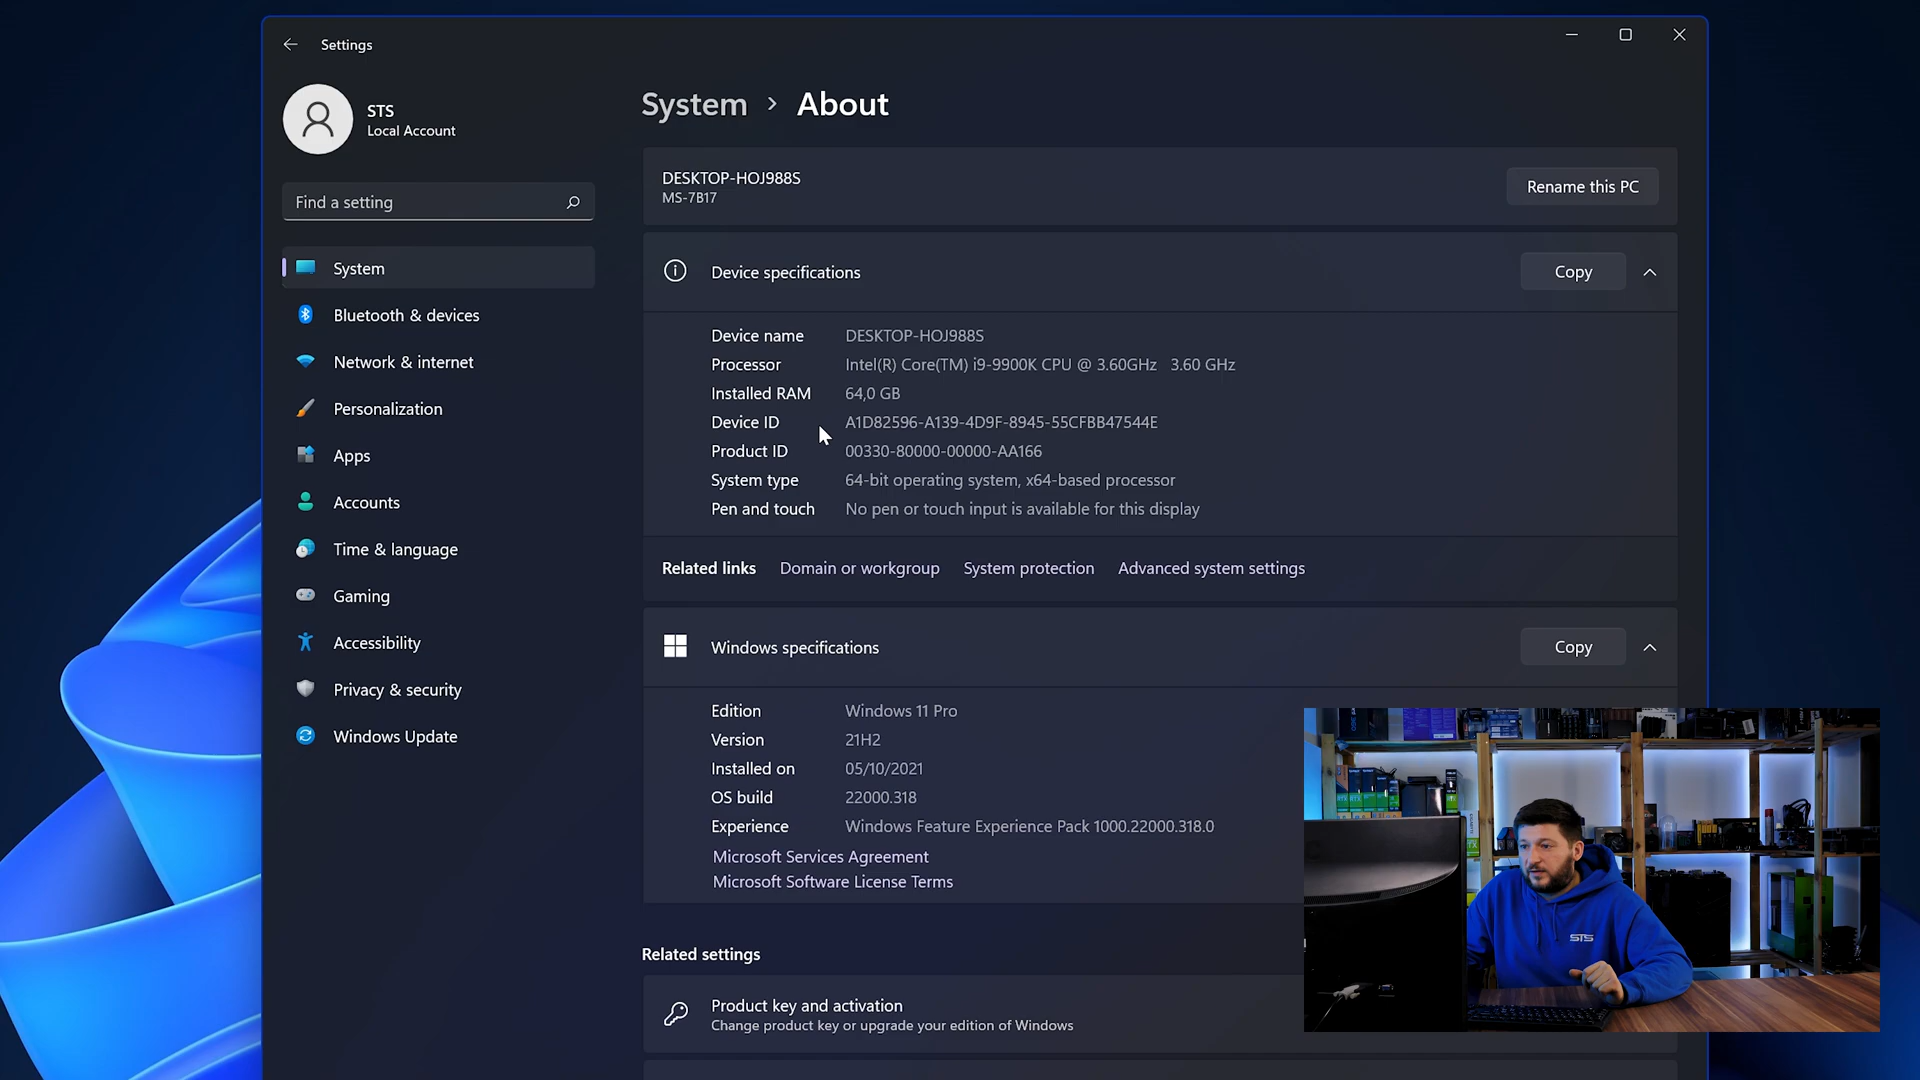 Settings
STS
Local Account
Find a setting
System
Bluetooth & devices
Network & internet
Personalization
Apps
Accounts
Time & language
Gaming
Accessibility
Privacy & security
Windows Update
System > About
DESKTOP-HOJ988S
MS-7B17
Rename this PC
Device specifications
Copy
Device name DESKTOP-HOJ988S
Processor Intel(R) Core(TM) i9-9900K CPU @ 3.60GHz 3.60 GHz
Installed RAM 64,0 GB
Device ID A1D82596-A139-4D9F-8945-55CFBB47544E
Product ID 00330-80000-00000-AA166
System type 64-bit operating system, x64-based processor
Pen and touch No pen or touch input is available for this display
Related links Domain or workgroup System protection Advanced system settings
Windows specifications
Copy
Edition Windows 11 Pro
Version 21H2
Installed on 05/10/2021
OS build 22000.318
Experience Windows Feature Experience Pack 1000.22000.318.0
Microsoft Services Agreement
Microsoft Software License Terms
Related settings
Product key and activation
Change product key or upgrade your edition of Windows
STS